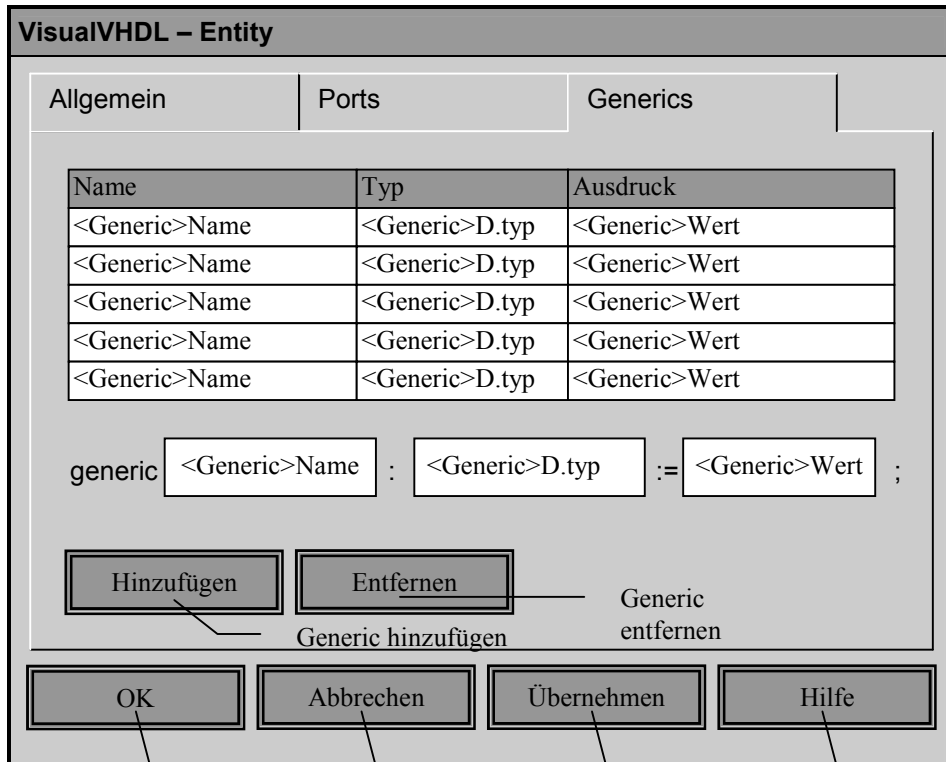 VisualVHDL – Entity
Allgemein Ports Generics
Name Typ Ausdruck
<Generic>Name <Generic>D.typ <Generic>Wert
<Generic>Name <Generic>D.typ <Generic>Wert
<Generic>Name <Generic>D.typ <Generic>Wert
<Generic>Name <Generic>D.typ <Generic>Wert
<Generic>Name <Generic>D.typ <Generic>Wert
generic <Generic>Name : <Generic>D.typ := <Generic>Wert ;
Hinzufügen Entfernen
Generic hinzufügen
Generic
entfernen
OK Abbrechen Übernehmen Hilfe